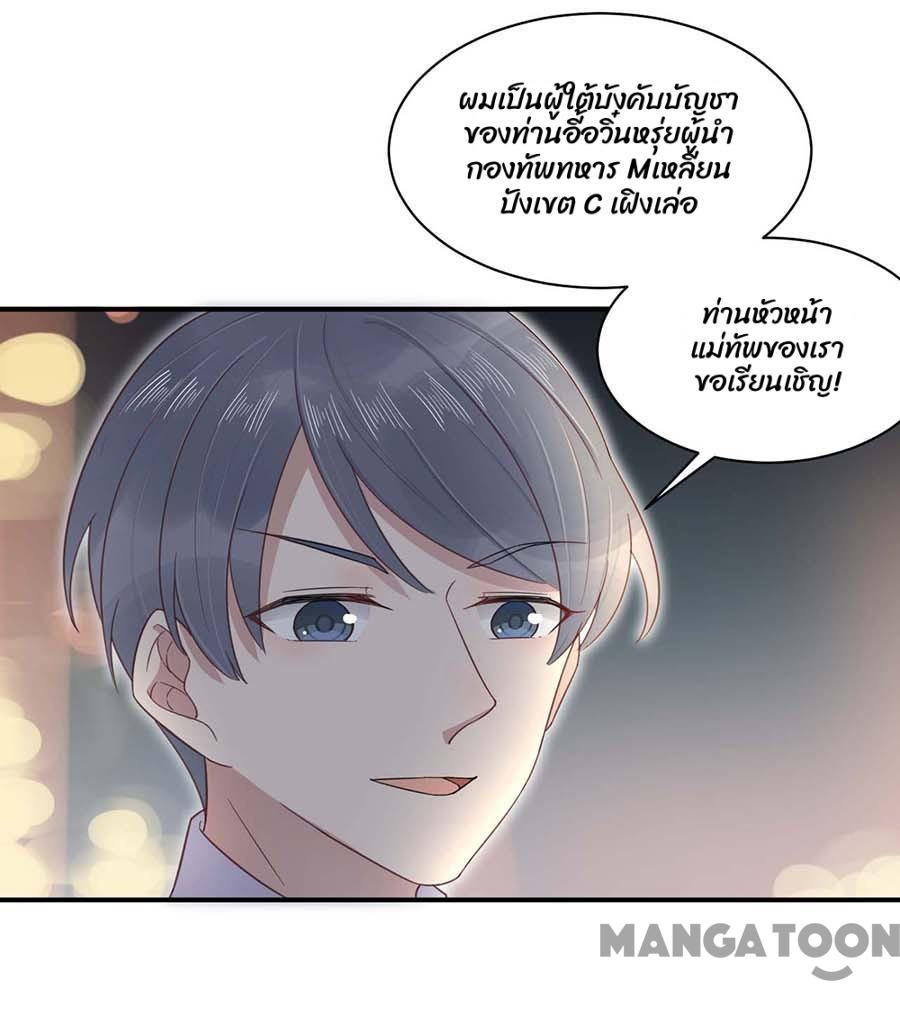 ผมเป็นผู้ใต้บังคับบัญชา
ของท่านอี้อวิ๋นหรุ่ยผู้นำ
กองทัพทหาร Mเหลียน
ปังเขต C เฝิงเล่อ
ท่านหัวหน้า
แม่ทัพของเรา
ขอเรียนเชิญ!
MANGATOON